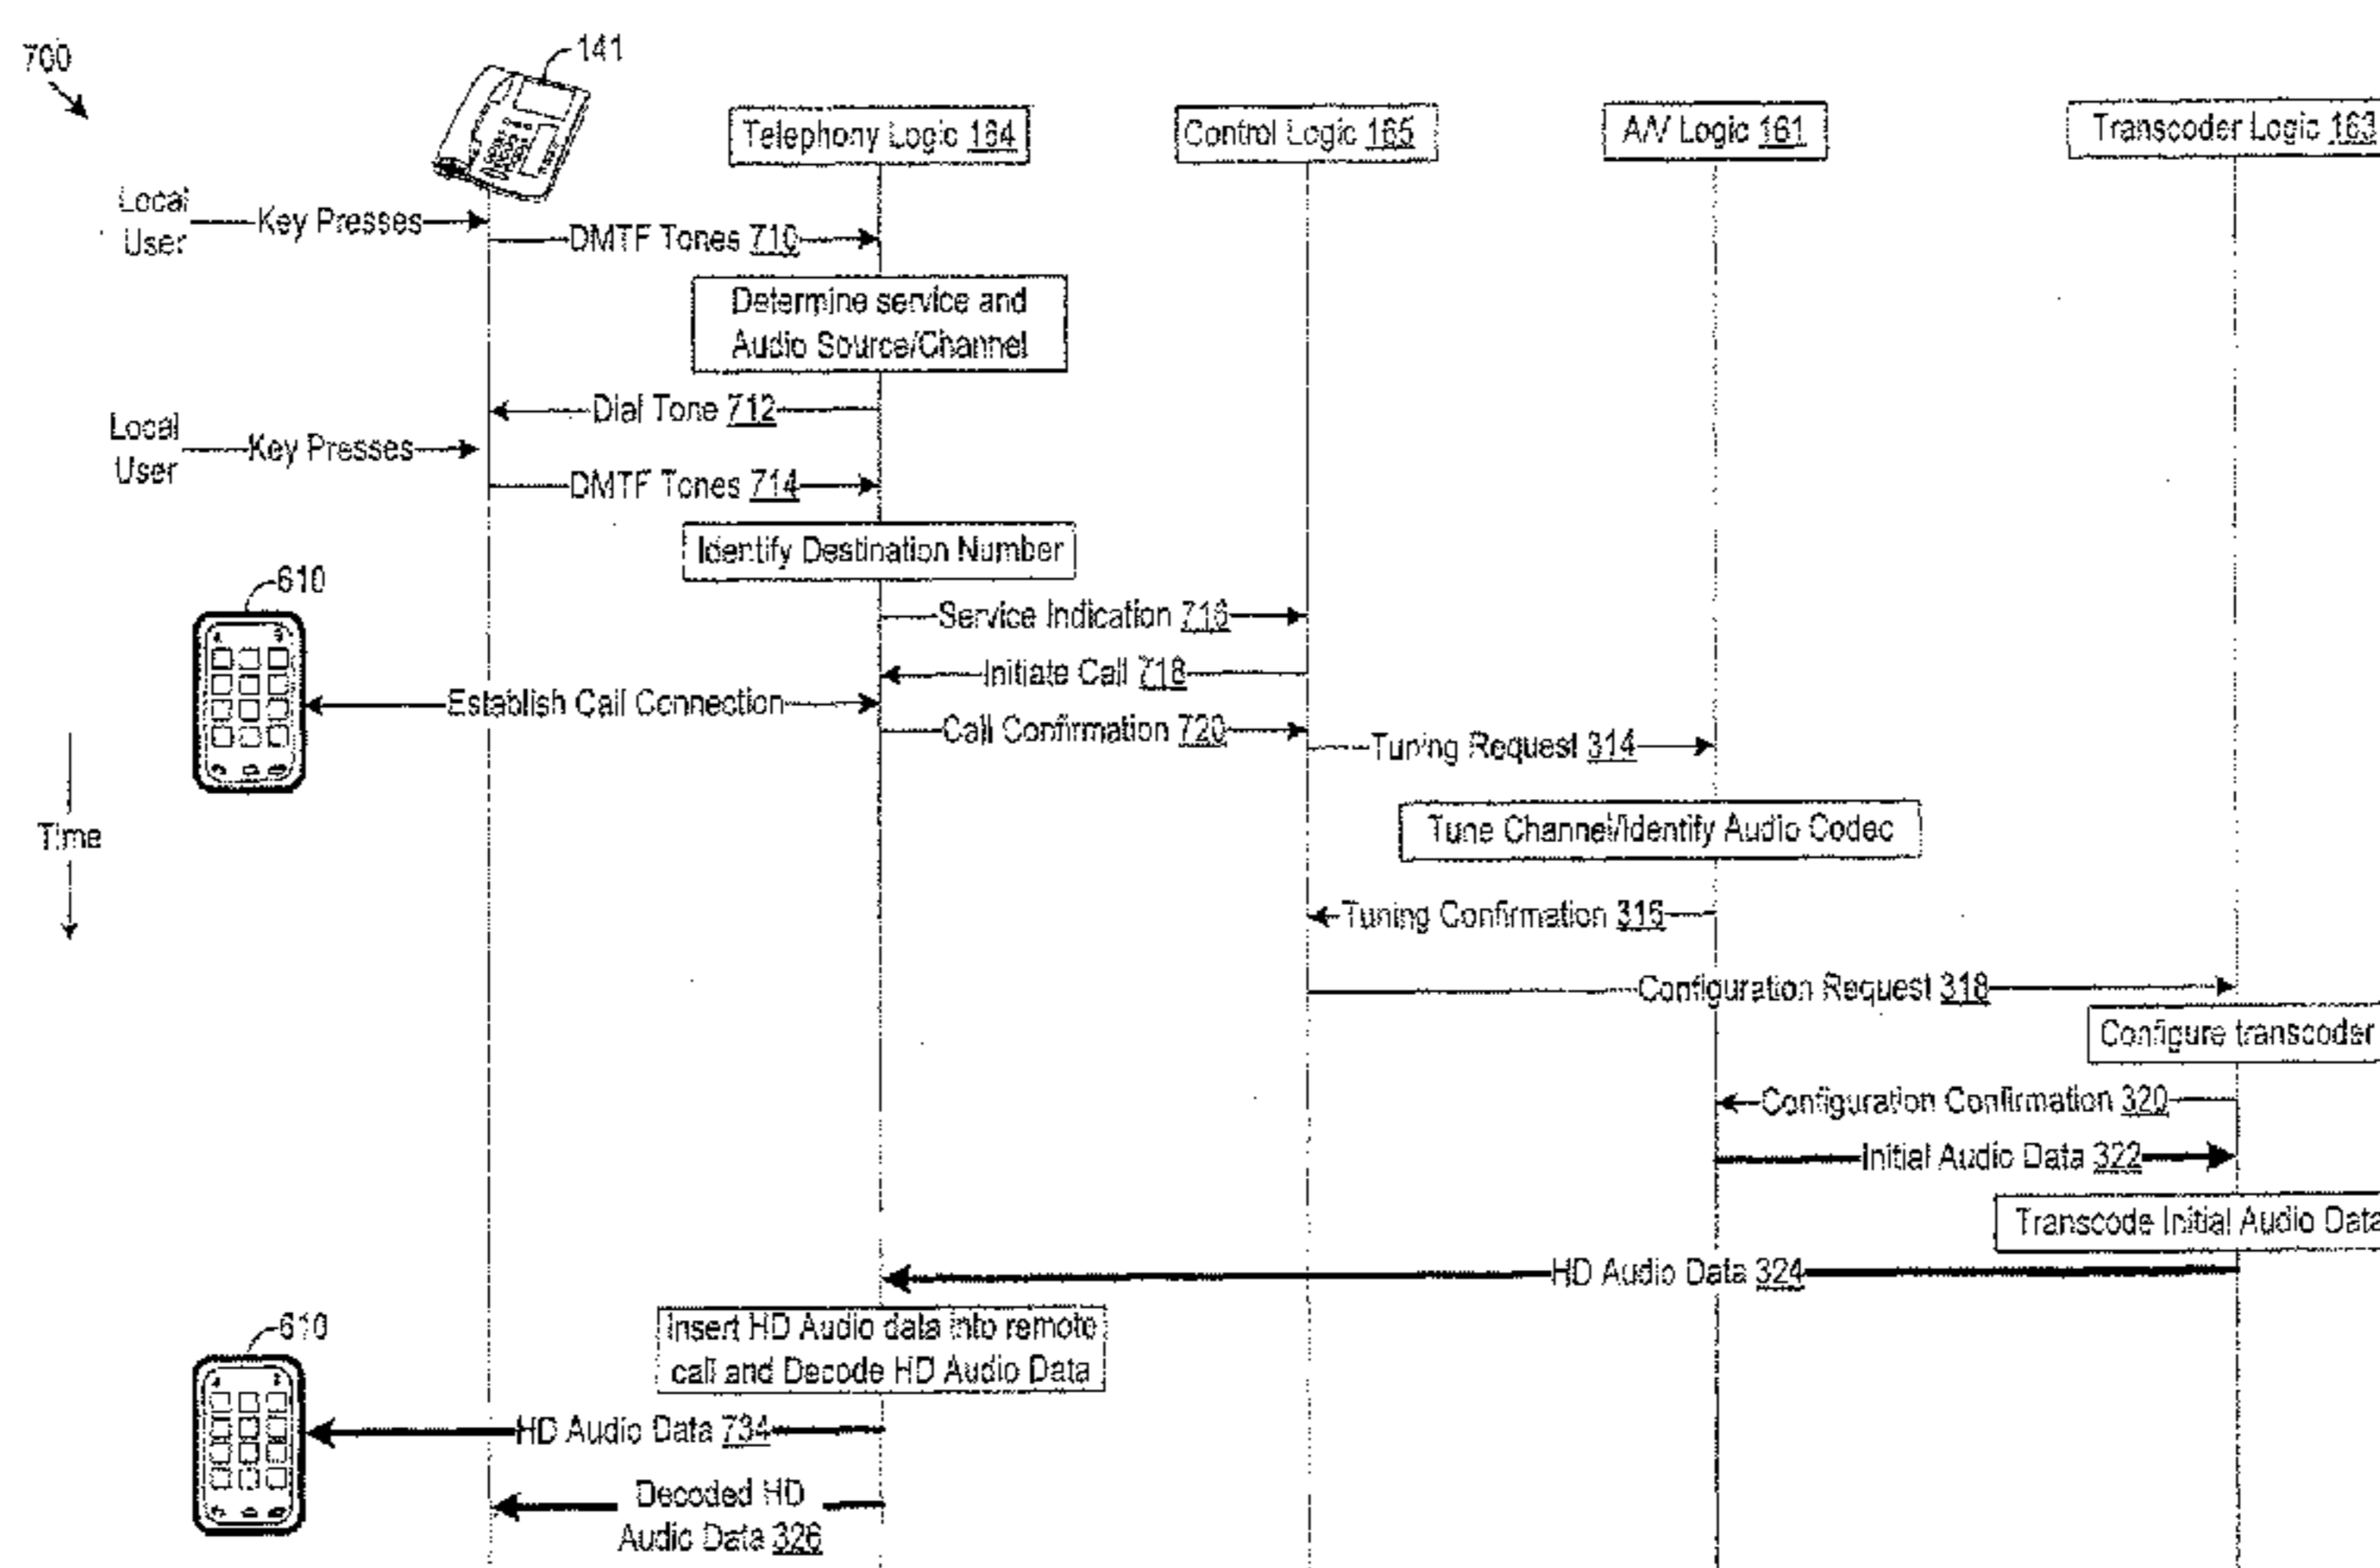 700
141
Telephony Logic 164
Control Logic 165
A/V Logic 161
Transcoder Logic 163
Local
User
Key Presses
DMTF Tones 710
Determine service and
Audio Source/Channel
Dial Tone 712
Local
User
Key Presses
DMTF Tones 714
Identify Destination Number
610
Service Indication 716
Initiate Call 718
Establish Call Connection
Call Confirmation 720
Tuning Request 314
Time
Tune Channel/Identify Audio Codec
Tuning Confirmation 316
Configuration Request 318
Configure transcoder
Configuration Confirmation 320
Initial Audio Data 322
Transcode Initial Audio Data
HD Audio Data 324
610
Insert HD Audio data into remote
call and Decode HD Audio Data
HD Audio Data 734
Decoded HD
Audio Data 326